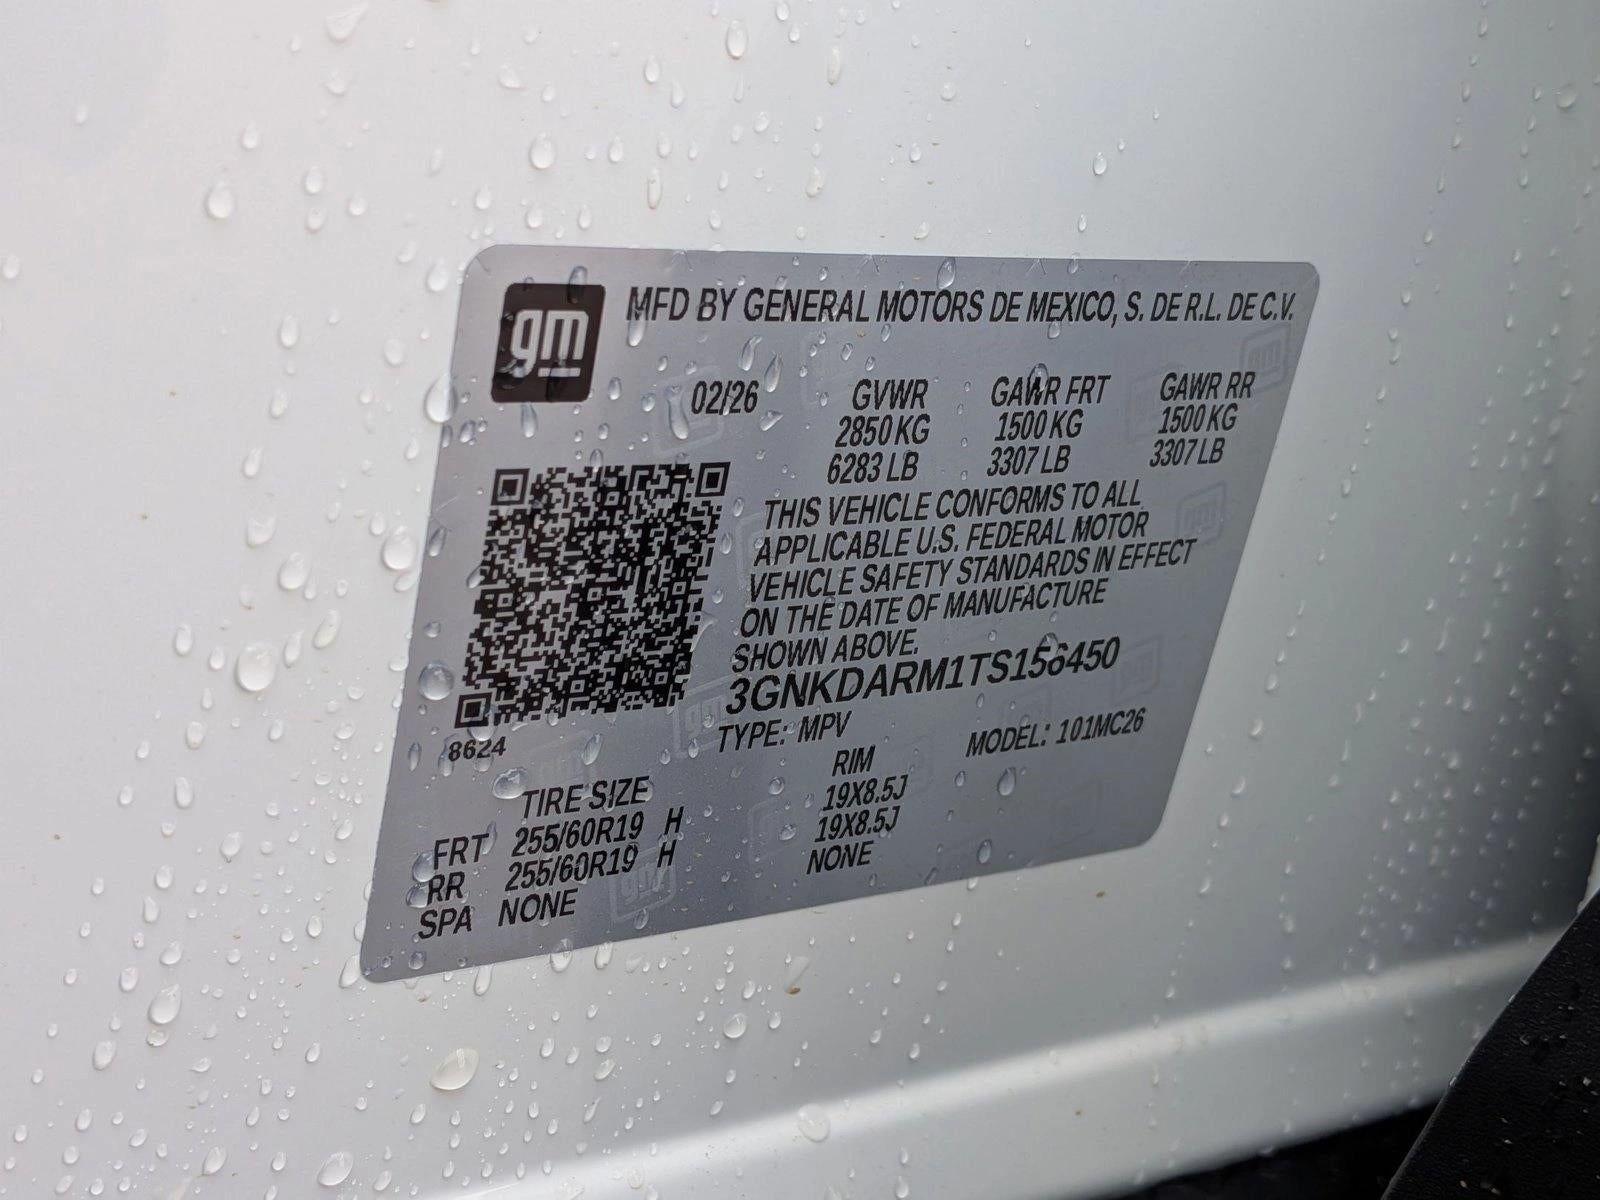 gm
MFD BY GENERAL MOTORS DE MEXICO, S. DE R.L. DE C.V.
02/26 GVWR GAWR FRT GAWR RR
2850 KG 1500 KG 1500 KG
6283 LB 3307 LB 3307 LB
THIS VEHICLE CONFORMS TO ALL
APPLICABLE U.S. FEDERAL MOTOR
VEHICLE SAFETY STANDARDS IN EFFECT
ON THE DATE OF MANUFACTURE
SHOWN ABOVE.
3GNKDARM1TS156450
TYPE: MPV MODEL: 101MC26
8624
TIRE SIZE RIM
FRT 255/60R19 H 19X8.5J
RR 255/60R19 H 19X8.5J
SPA NONE NONE